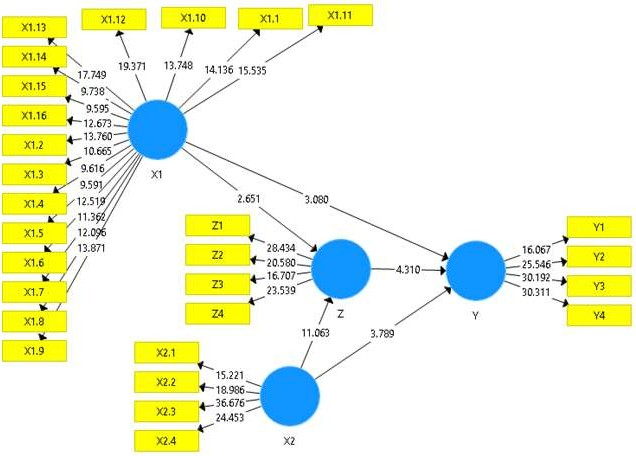 X1.12
X1.10
X1.1
X1.11
X1.13
X1.14
X1.15
X1.16
X1.2
X1.3
X1.4
X1.5
X1.6
X1.7
X1.8
X1.9
17.749
9.738
9.595
12.673
13.760
10.665
9.616
9.591
12.519
11.362
12.096
13.871
19.371
13.748
14.136
15.535
X1
2.651
3.080
Z1
Z2
Z3
Z4
28.434
20.580
16.707
23.539
Z
4.310
Y
16.067
25.546
30.192
30.311
Y1
Y2
Y3
Y4
11.063
3.789
X2.1
X2.2
X2.3
X2.4
15.221
18.986
36.676
24.453
X2